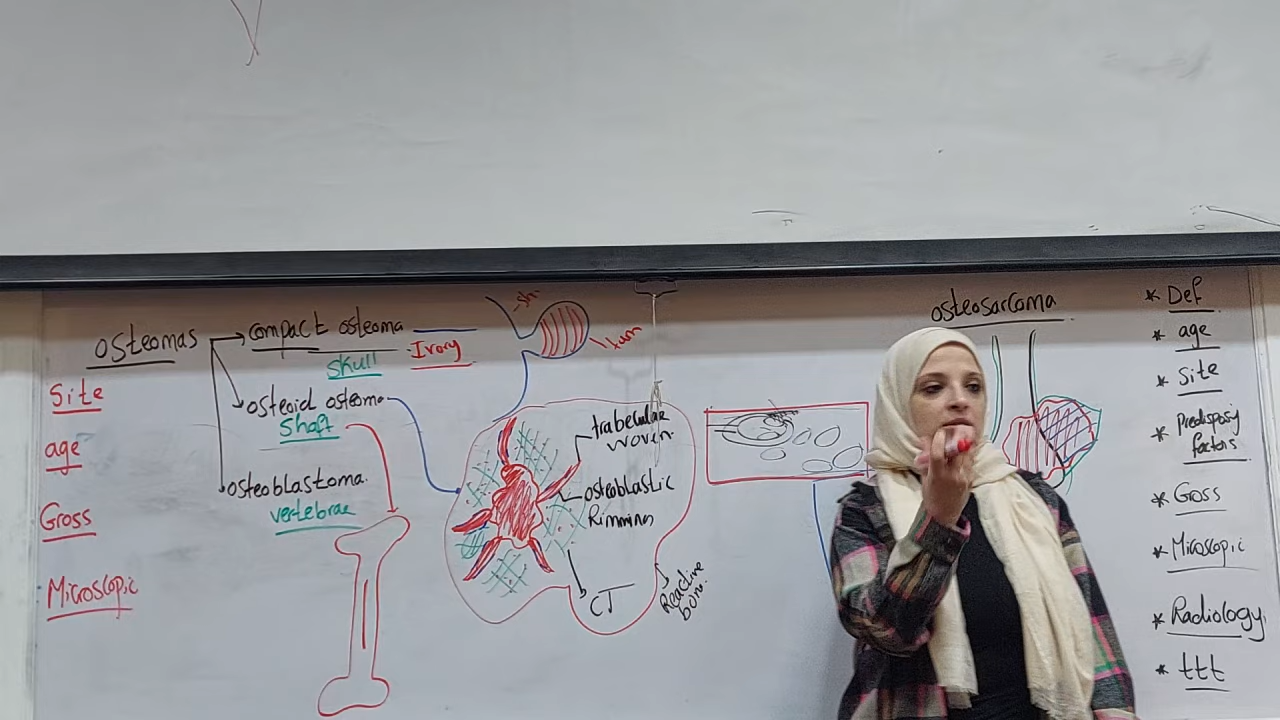 osteomas
Site
age
Gross
Microscopic
compact osteoma
skull
Ivory
osteoid osteoma
shaft
osteoblastoma
vertebrae
trabeculae
woven
osteoblastic
Rimming
CT
Reactive
bone
osteosarcoma
* Def
* age
* Site
* Predisposing
factors
* Gross
* Microscopic
* Radiology
* ttt